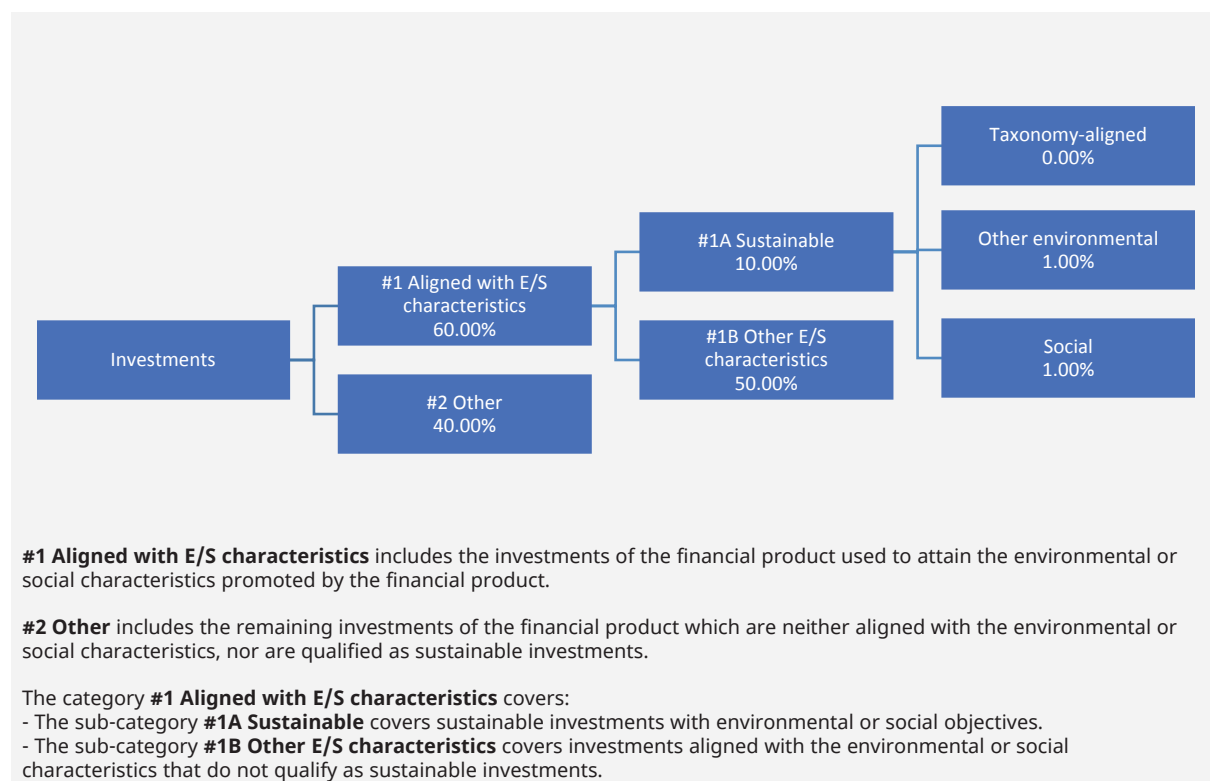 Investments
#1 Aligned with E/S
characteristics
60.00%
#2 Other
40.00%
#1A Sustainable
10.00%
#1B Other E/S
characteristics
50.00%
Taxonomy-aligned
0.00%
Other environmental
1.00%
Social
1.00%
#1 Aligned with E/S characteristics includes the investments of the financial product used to attain the environmental or
social characteristics promoted by the financial product.
#2 Other includes the remaining investments of the financial product which are neither aligned with the environmental or
social characteristics, nor are qualified as sustainable investments.
The category #1 Aligned with E/S characteristics covers:
- The sub-category #1A Sustainable covers sustainable investments with environmental or social objectives.
- The sub-category #1B Other E/S characteristics covers investments aligned with the environmental or social
characteristics that do not qualify as sustainable investments.